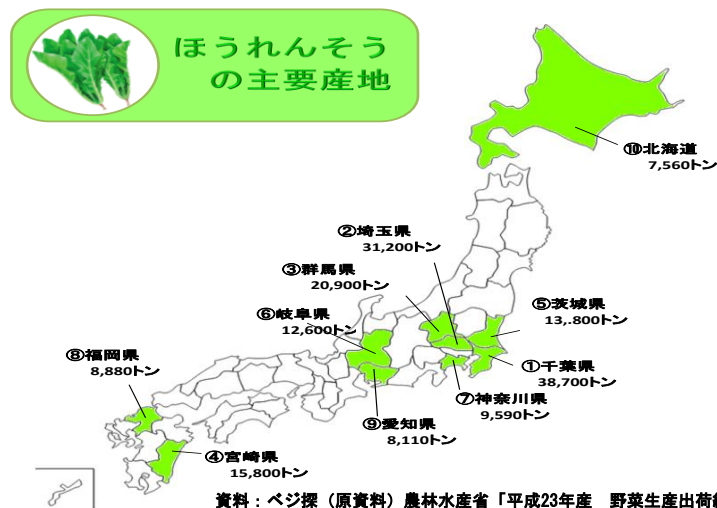 ほうれんそう
の主要産地
⑩北海道
7,560トン
②埼玉県
31,200トン
③群馬県
20,900トン
⑥岐阜県
12,600トン
⑤茨城県
13,.800トン
⑧福岡県
8,880トン
①千葉県
38,700トン
⑦神奈川県
9,590トン
⑨愛知県
8,110トン
④宮崎県
15,800トン
資料：ベジ探（原資料）農林水産省「平成23年産　野菜生産出荷